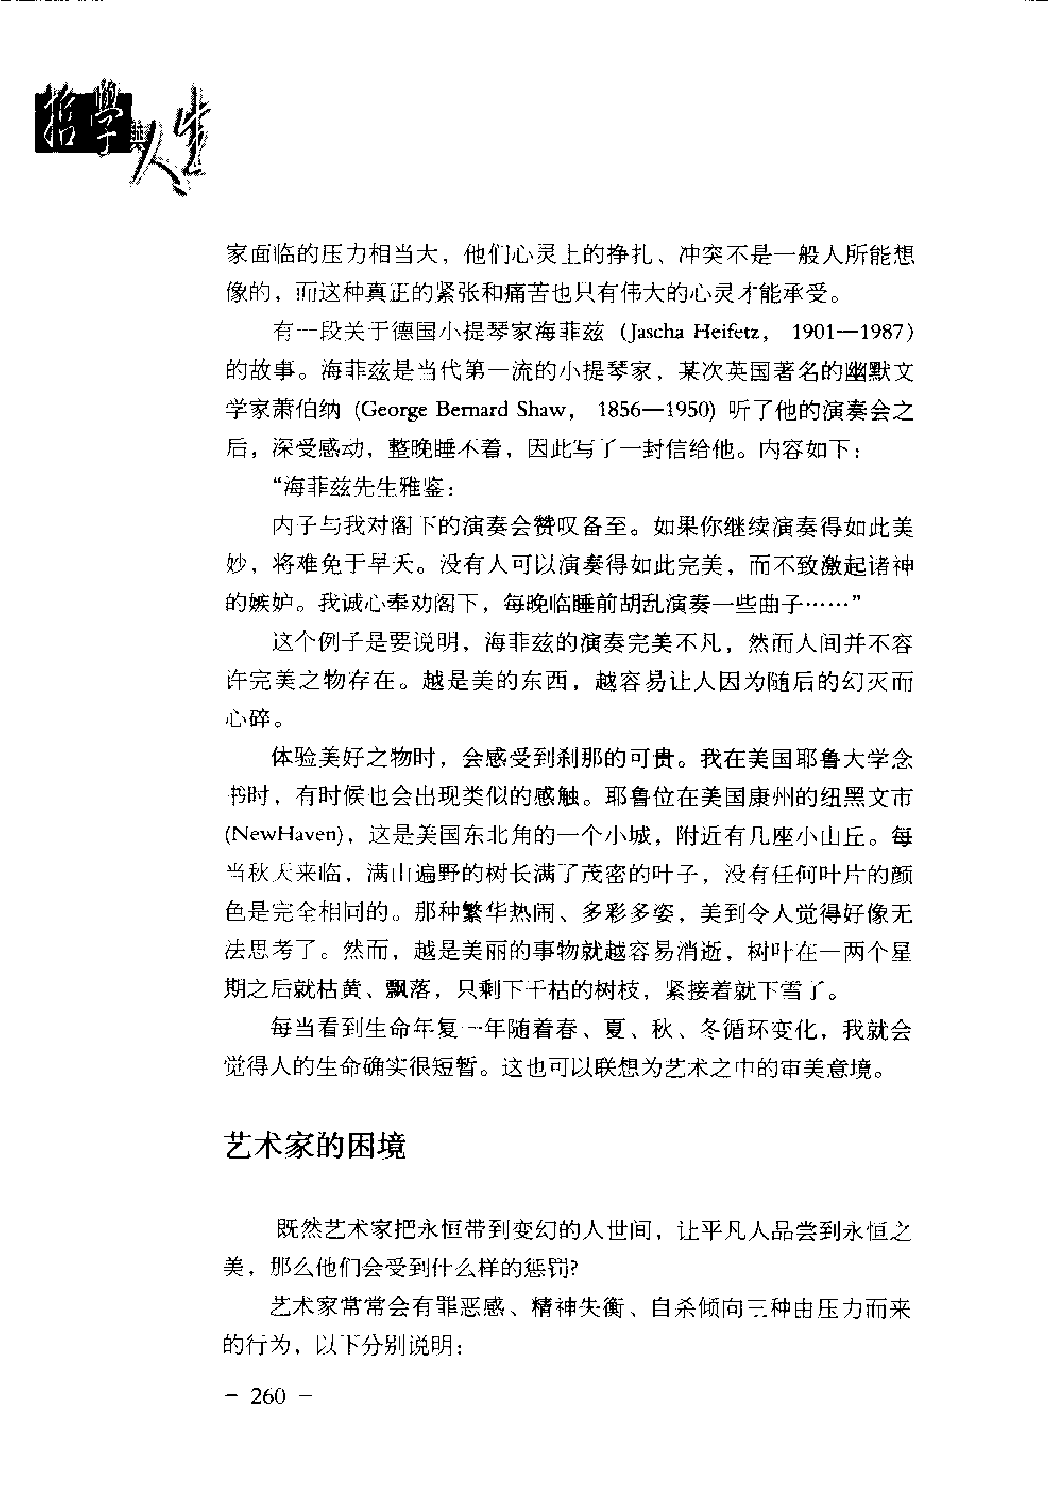 哲學與人生
家面临的压力相当大，他们心灵上的挣扎、冲突不是一般人所能想
像的，而这种真正的紧张和痛苦也只有伟大的心灵才能承受。
有一段关于德国小提琴家海菲兹 (Jascha Heifetz， 1901—1987)
的故事。海菲兹是当代第一流的小提琴家，某次英国著名的幽默文
学家萧伯纳 (George Bernard Shaw， 1856—1950) 听了他的演奏会之
后，深受感动，整晚睡不着，因此写了一封信给他。内容如下：
“海菲兹先生雅鉴：
内子与我对阁下的演奏会赞叹备至。如果你继续演奏得如此美
妙，将难免于早夭。没有人可以演奏得如此完美，而不致激起诸神
的嫉妒。我诚心奉劝阁下，每晚临睡前胡乱演奏一些曲子……”
这个例子是要说明，海菲兹的演奏完美不凡，然而人间并不容
许完美之物存在。越是美的东西，越容易让人因为随后的幻灭而
心碎。
体验美好之物时，会感受到刹那的可贵。我在美国耶鲁大学念
书时，有时候也会出现类似的感触。耶鲁位在美国康州的纽黑文市
(NewHaven)，这是美国东北角的一个小城，附近有几座小山丘。每
当秋天来临，满山遍野的树长满了茂密的叶子，没有任何叶片的颜
色是完全相同的。那种繁华热闹、多彩多姿，美到令人觉得好像无
法思考了。然而，越是美丽的事物就越容易消逝，树叶在一两个星
期之后就枯黄、飘落，只剩下干枯的树枝，紧接着就下雪了。
每当看到生命年复一年随着春、夏、秋、冬循环变化，我就会
觉得人的生命确实很短暂。这也可以联想为艺术之中的审美意境。
艺术家的困境
既然艺术家把永恒带到变幻的人世间，让平凡人品尝到永恒之
美，那么他们会受到什么样的惩罚?
艺术家常常会有罪恶感、精神失衡、自杀倾向三种由压力而来
的行为，以下分别说明：
- 260 -